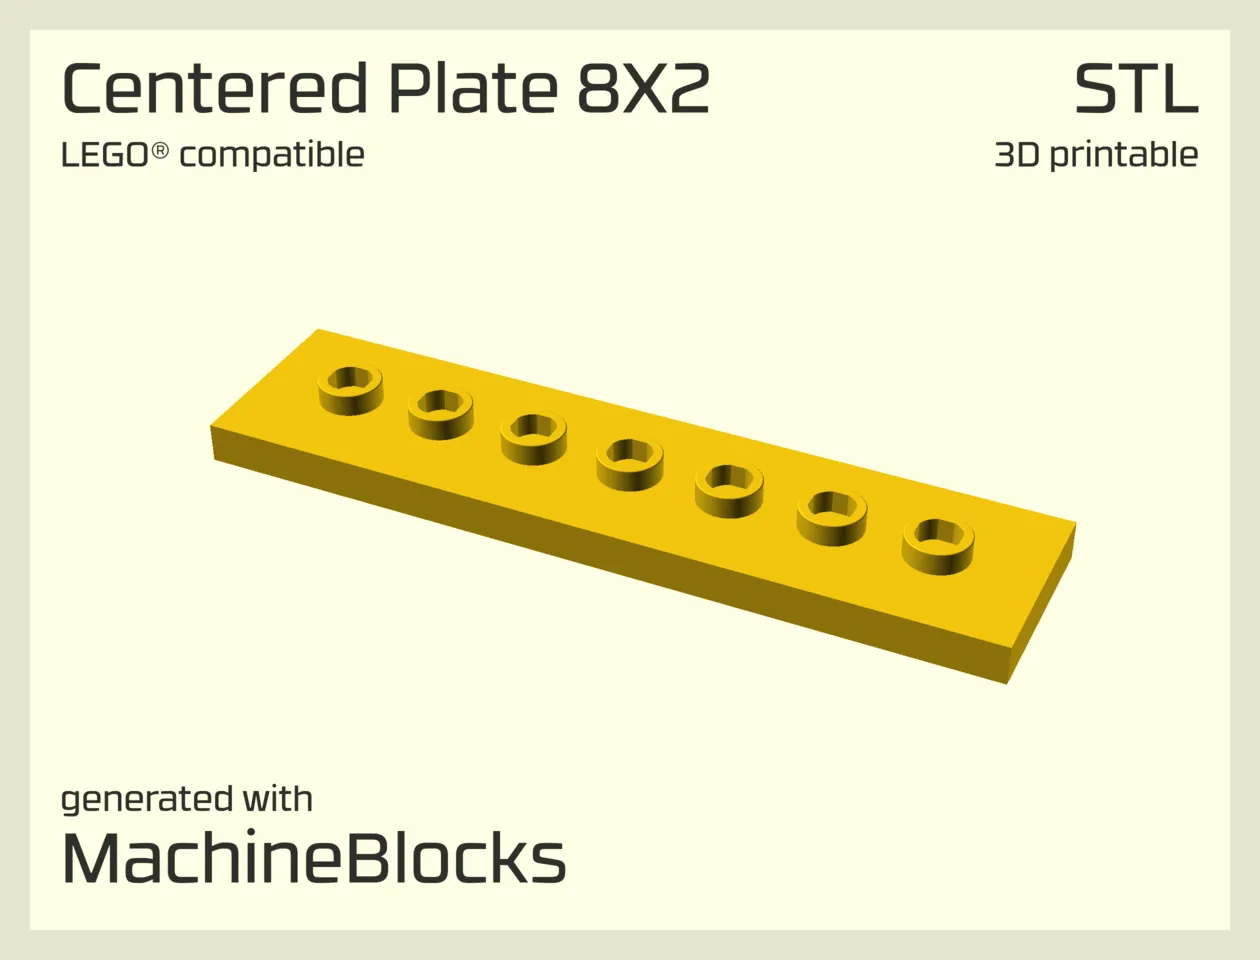 Centered Plate 8X2
STL
LEGO® compatible
3D printable
generated with
MachineBlocks